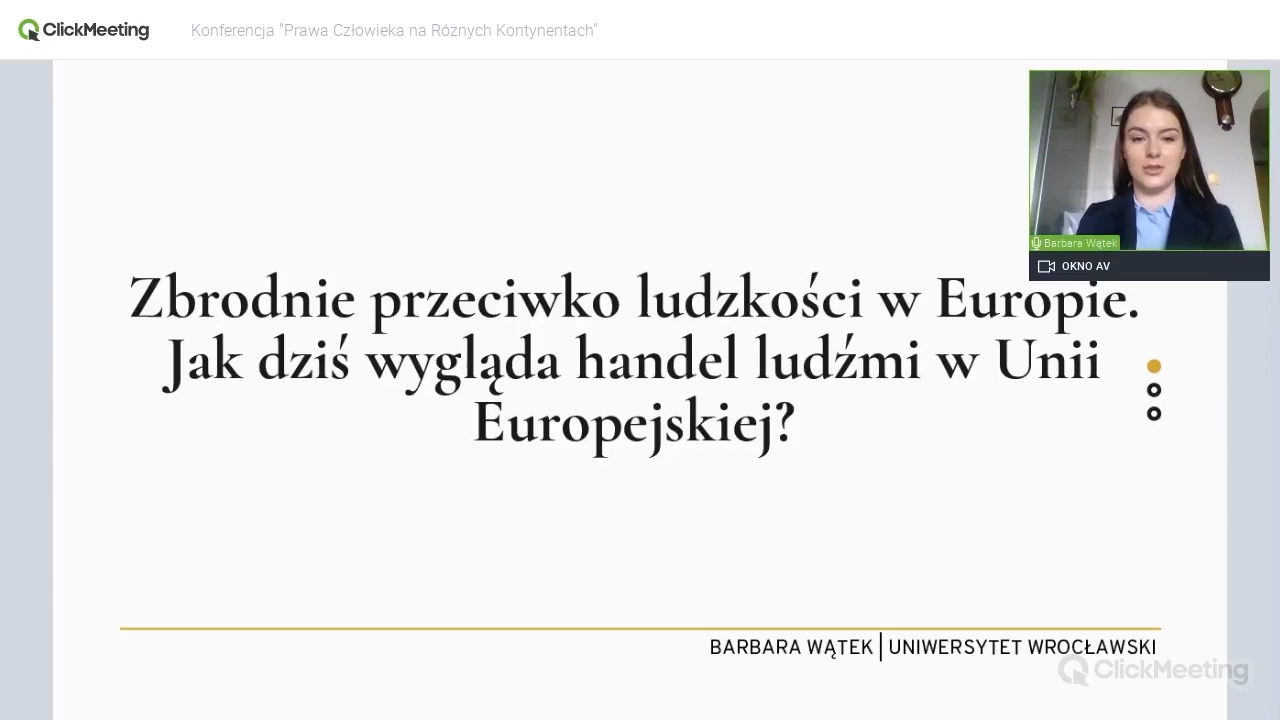 ClickMeeting
Konferencja "Prawa Człowieka na Różnych Kontynentach"
Barbara Wątek
OKNO AV
Zbrodnie przeciwko ludzkości w Europie.
Jak dziś wygląda handel ludźmi w Unii
Europejskiej?
BARBARA WĄTEK | UNIWERSYTET WROCŁAWSKI
ClickMeeting